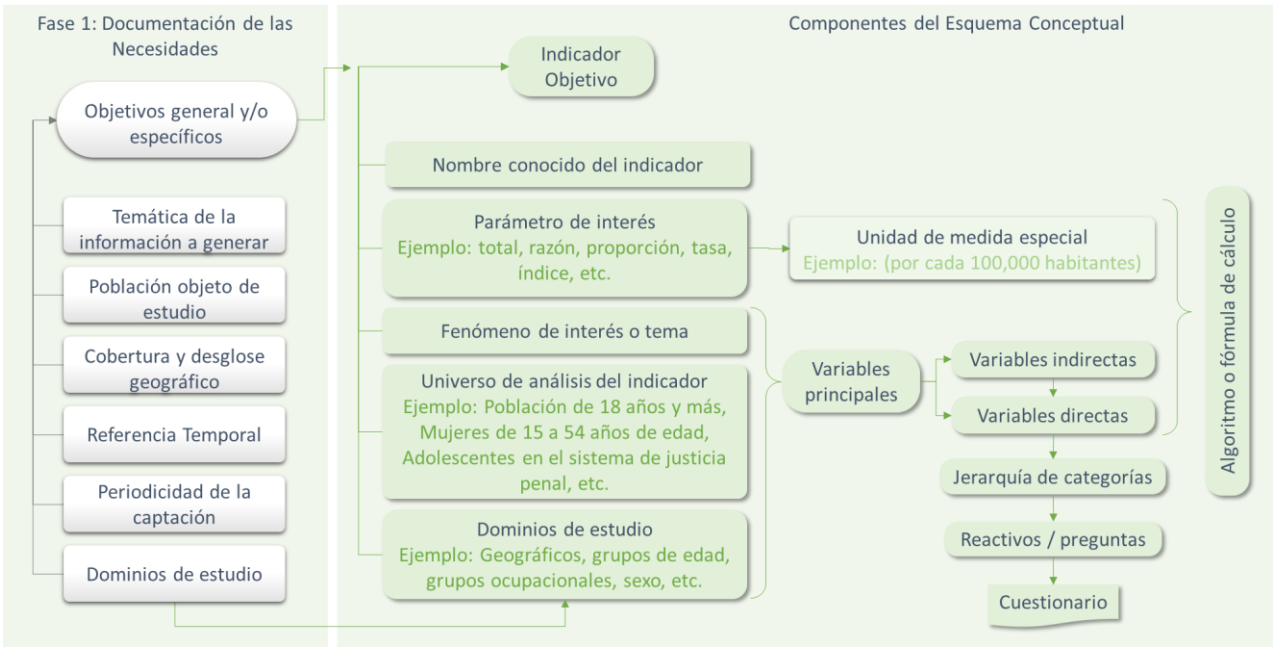 Fase 1: Documentación de las
Necesidades
Objetivos general y/o
específicos
Temática de la
información a generar
Población objeto de
estudio
Cobertura y desglose
geográfico
Referencia Temporal
Periodicidad de la
captación
Dominios de estudio
Componentes del Esquema Conceptual
Indicador
Objetivo
Nombre conocido del indicador
Parámetro de interés
Ejemplo: total, razón, proporción, tasa,
índice, etc.
Unidad de medida especial
Ejemplo: (por cada 100,000 habitantes)
Fenómeno de interés o tema
Universo de análisis del indicador
Ejemplo: Población de 18 años y más,
Mujeres de 15 a 54 años de edad,
Adolescentes en el sistema de justicia
penal, etc.
Dominios de estudio
Ejemplo: Geográficos, grupos de edad,
grupos ocupacionales, sexo, etc.
Variables
principales
Variables indirectas
Variables directas
Jerarquía de categorías
Reactivos / preguntas
Cuestionario
Algoritmo o fórmula de cálculo